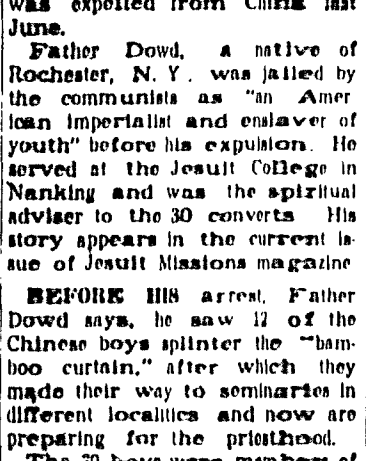 was expelled from China last
June.
Father Dowd, a native of
Rochester, N. Y. was jailed by
the communists as "an Amer
ican imperialist and enslaver of
youth" before his expulsion. He
served at the Jesuit College in
Nanking and was the spiritual
adviser to the 30 converts His
story appears in the current is-
sue of Jesuit Missions magazine
BEFORE HIS arrest, Father
Dowd says, he saw 12 of the
Chinese boys splinter the "bam-
boo curtain," after which they
made their way to seminaries in
different localities and now are
preparing for the priesthood.
The 30 boys were members of